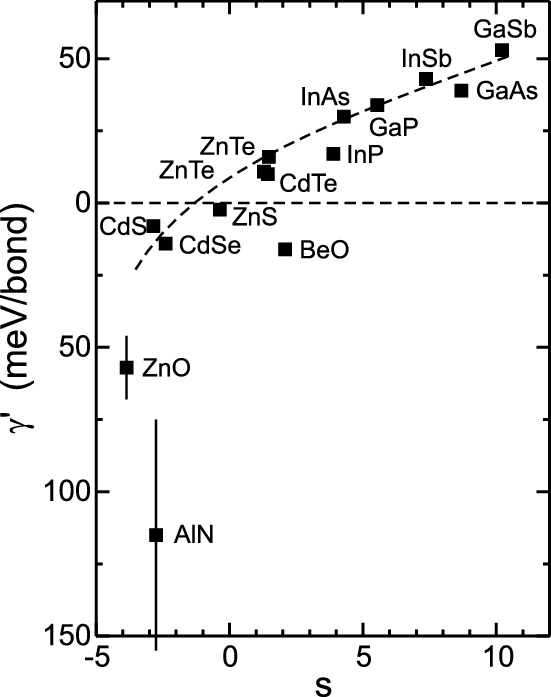 GaSb
50
InSb
GaAs
InAs
GaP
ZnTe
InP
ZnTe
CdTe
0
CdS
ZnS
CdSe
BeO
γ' (meV/bond)
50
ZnO
100
AlN
150
-5 0 5 10
s